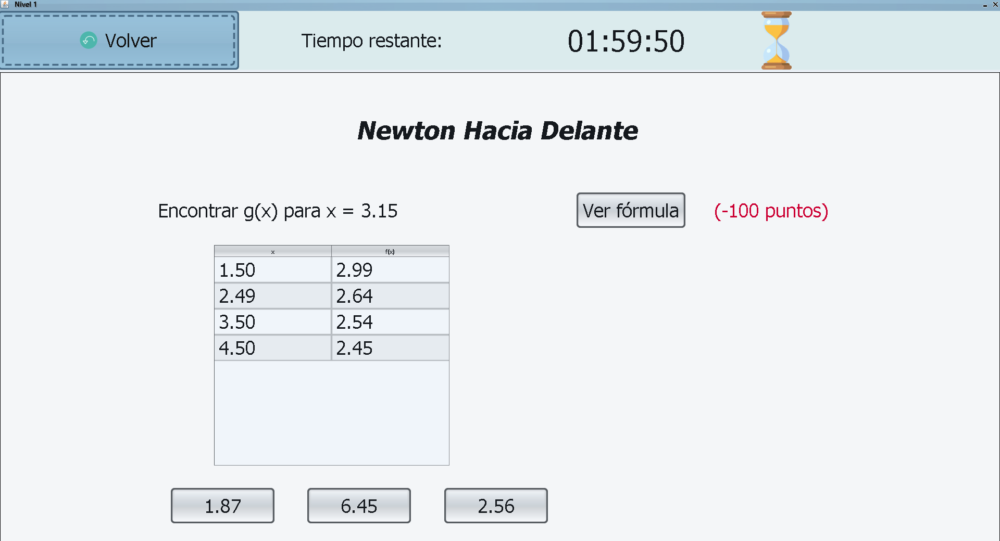 Nivel 1
Volver
Tiempo restante:
01:59:50
Newton Hacia Delante
Encontrar g(x) para x = 3.15
Ver fórmula
(-100 puntos)
x f(x)
1.50 2.99
2.49 2.64
3.50 2.54
4.50 2.45
1.87
6.45
2.56